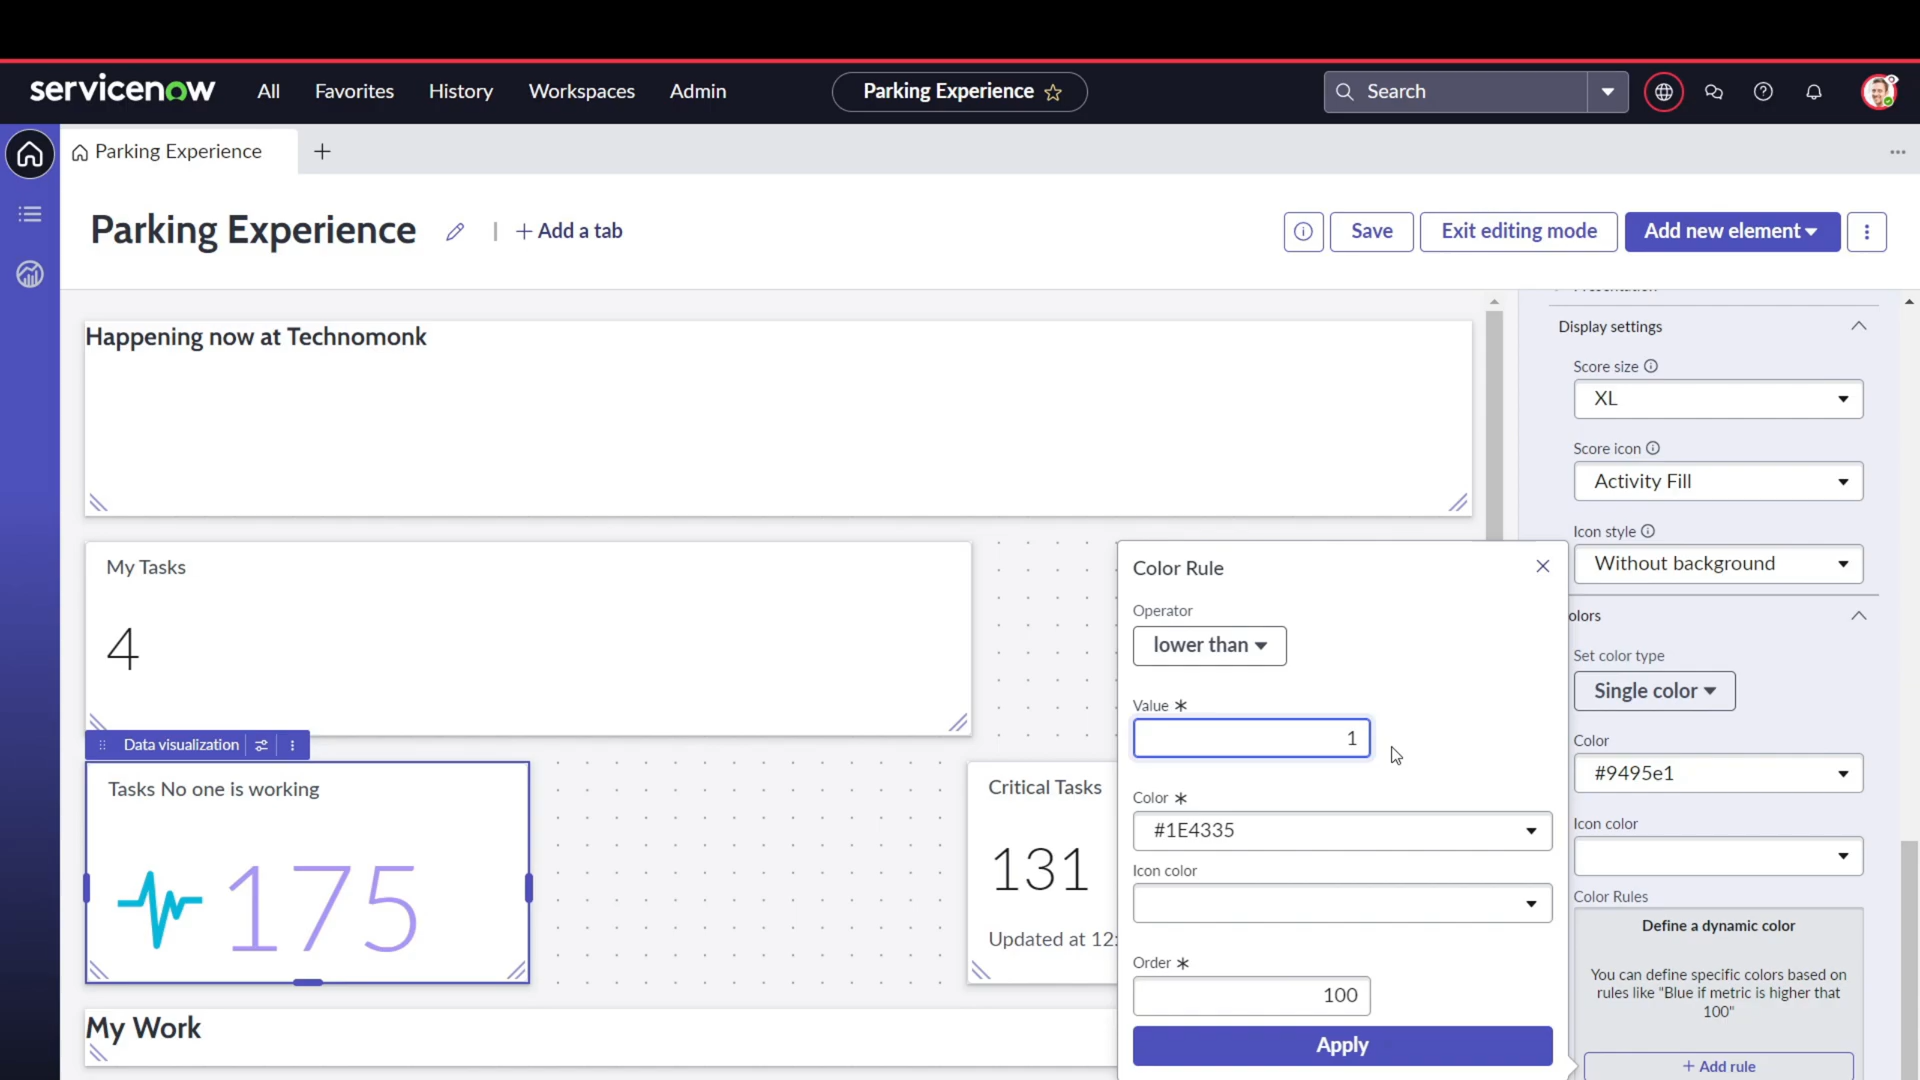 servicenow
All
Favorites
History
Workspaces
Admin
Parking Experience
Search
Parking Experience
Parking Experience
Add a tab
Save
Exit editing mode
Add new element
Happening now at Technomonk
My Tasks
4
Data visualization
Tasks No one is working
175
Critical Tasks
131
Updated at 12:
My Work
Color Rule
Operator
lower than
Value *
1
Color *
#1E4335
Icon color
Order *
100
Apply
Display settings
Score size
XL
Score icon
Activity Fill
Icon style
Without background
olors
Set color type
Single color
Color
#9495e1
Icon color
Color Rules
Define a dynamic color
You can define specific colors based on
rules like "Blue if metric is higher that
100"
+ Add rule